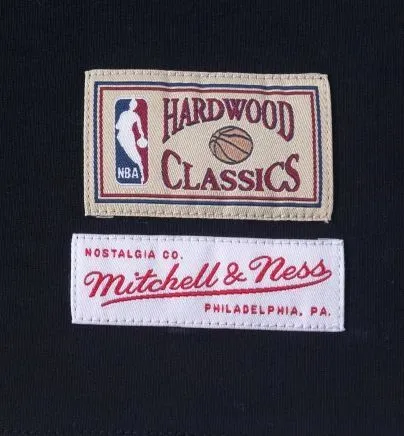 HARDWOOD
NBA
CLASSICS
NOSTALGIA CO.
Mitchell & Ness
PHILADELPHIA, PA.